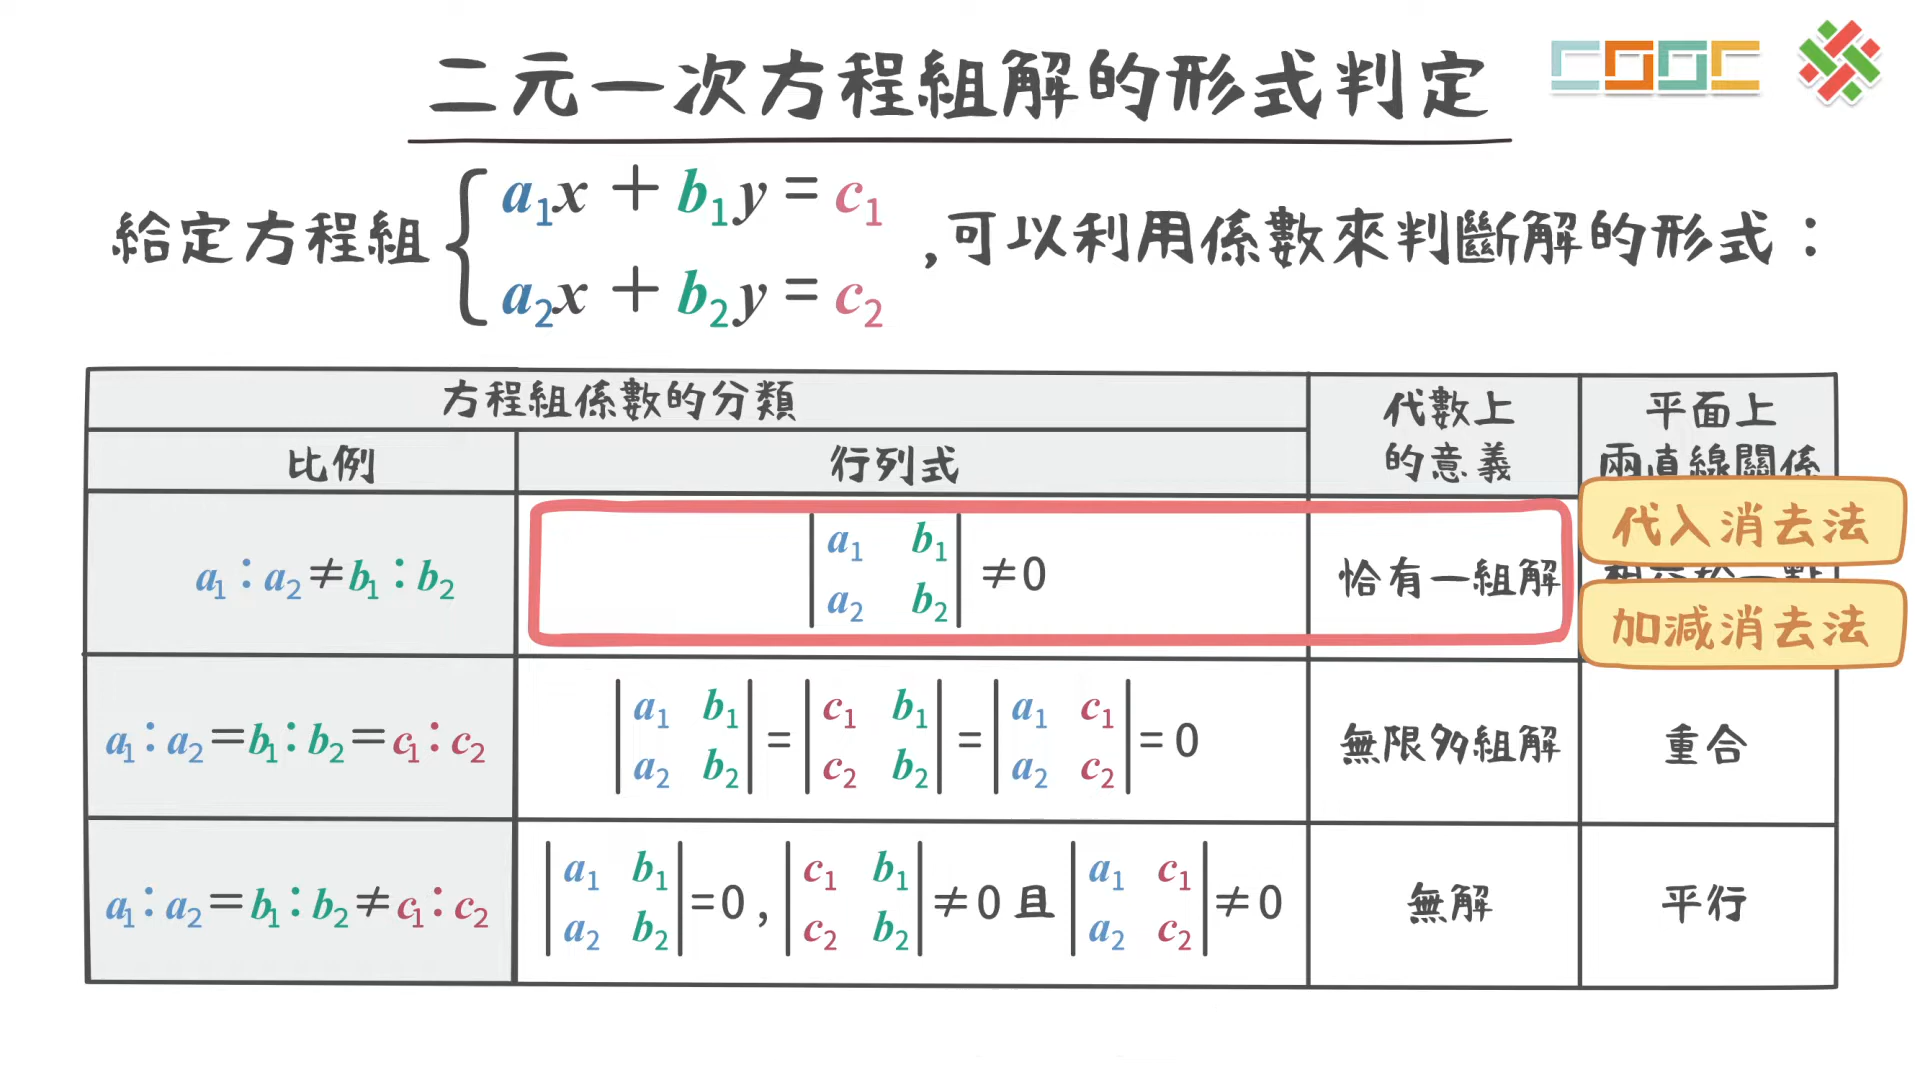 二元一次方程組解的形式判定
COOC
給定方程組 { a₁x + b₁y = c₁
a₂x + b₂y = c₂ ,可以利用係數來判斷解的形式：
方程組係數的分類
代數上
的意義
平面上
兩直線關係
比例
行列式
a₁：a₂≠b₁：b₂
|a₁ b₁|
|a₂ b₂| ≠0
恰有一組解
代入消去法
加減消去法
a₁：a₂=b₁：b₂=c₁：c₂
|a₁ b₁| |c₁ b₁| |a₁ c₁|
|a₂ b₂| = |c₂ b₂| = |a₂ c₂| = 0
無限多組解
重合
a₁：a₂=b₁：b₂≠c₁：c₂
|a₁ b₁| |c₁ b₁| |a₁ c₁|
|a₂ b₂| =0 , |c₂ b₂| ≠0 且 |a₂ c₂| ≠0
無解
平行